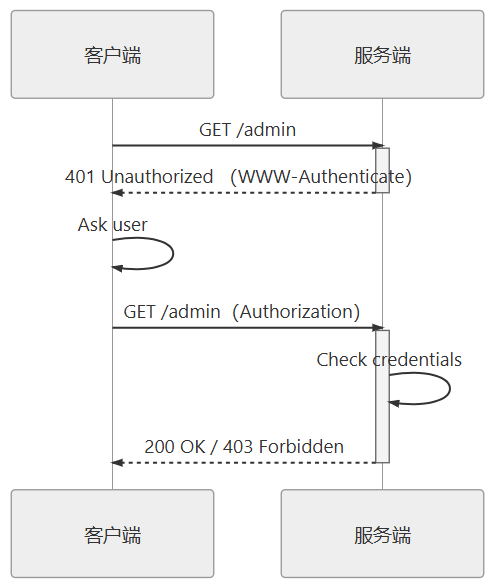 客户端
服务端
GET /admin
401 Unauthorized （WWW-Authenticate）
Ask user
GET /admin（Authorization）
Check credentials
200 OK / 403 Forbidden
客户端
服务端